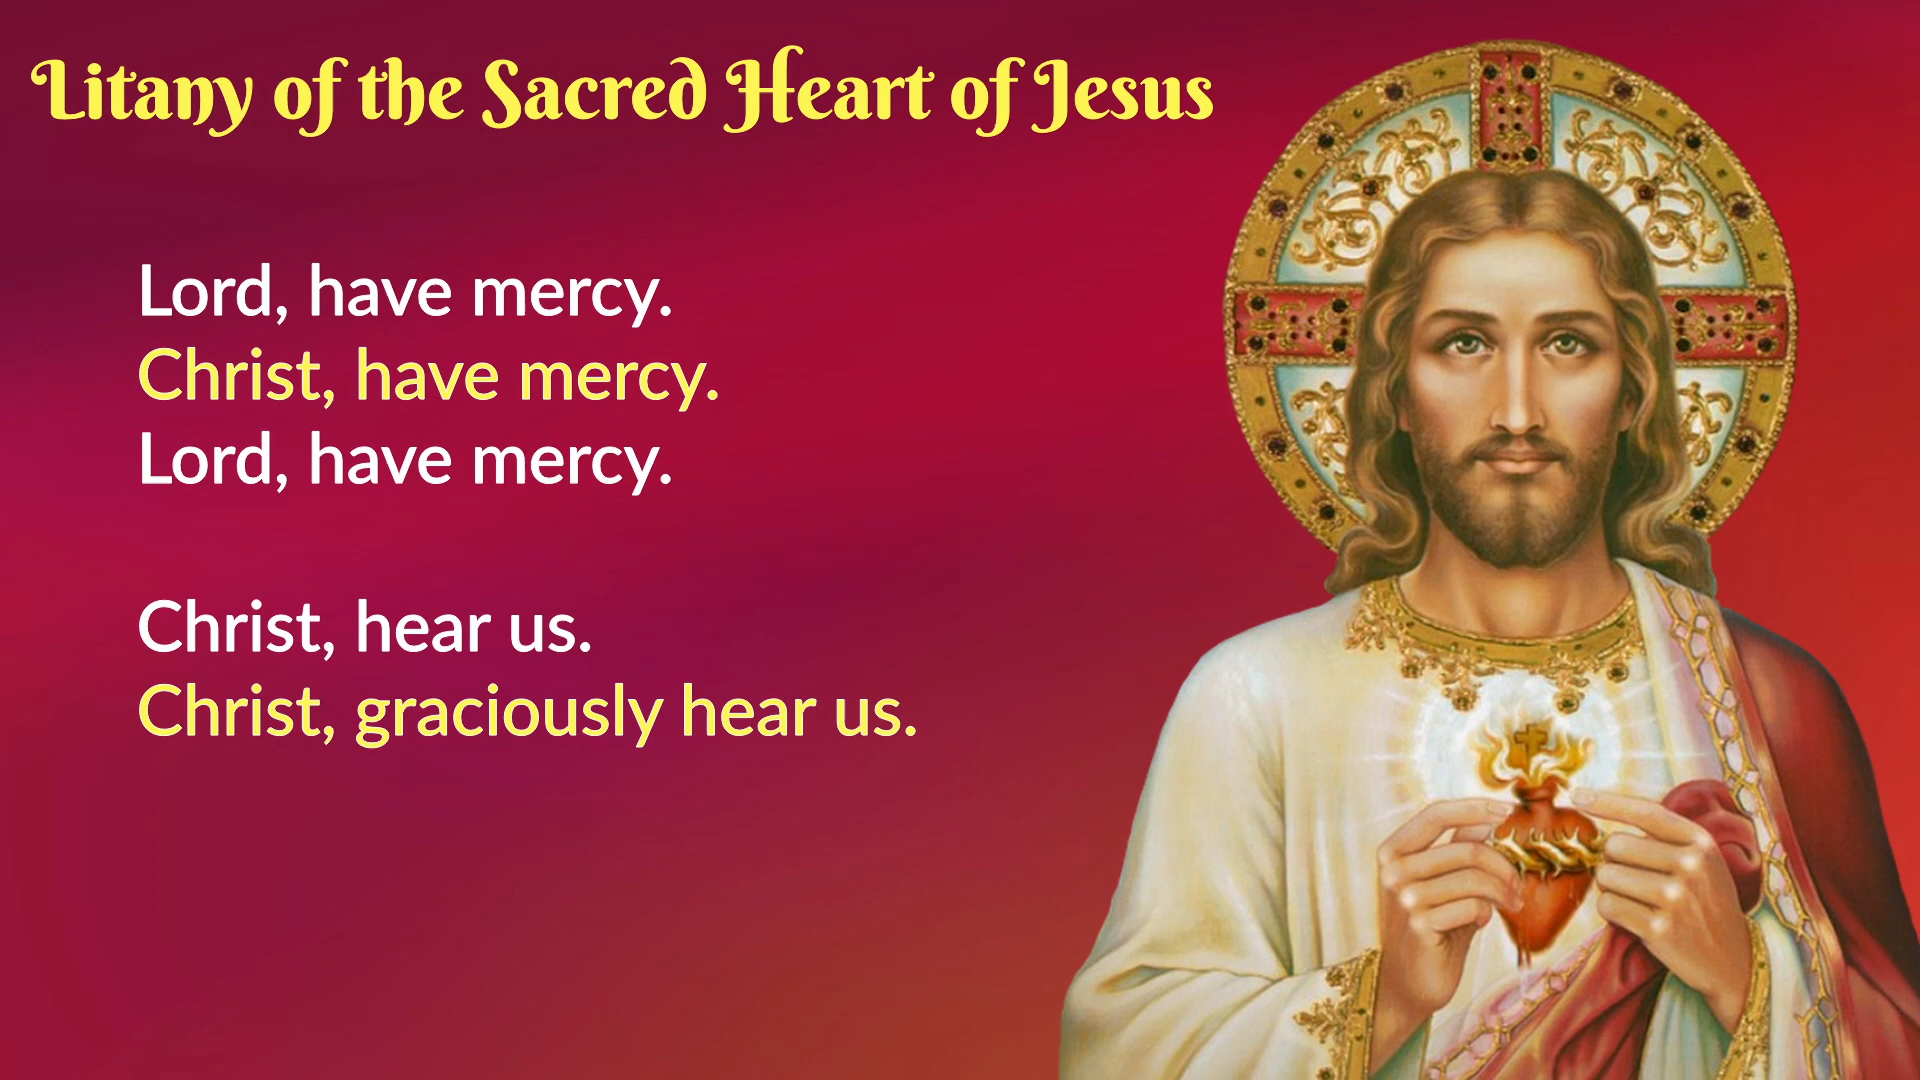 Litany of the Sacred Heart of Jesus
Lord, have mercy.
Christ, have mercy.
Lord, have mercy.
Christ, hear us.
Christ, graciously hear us.